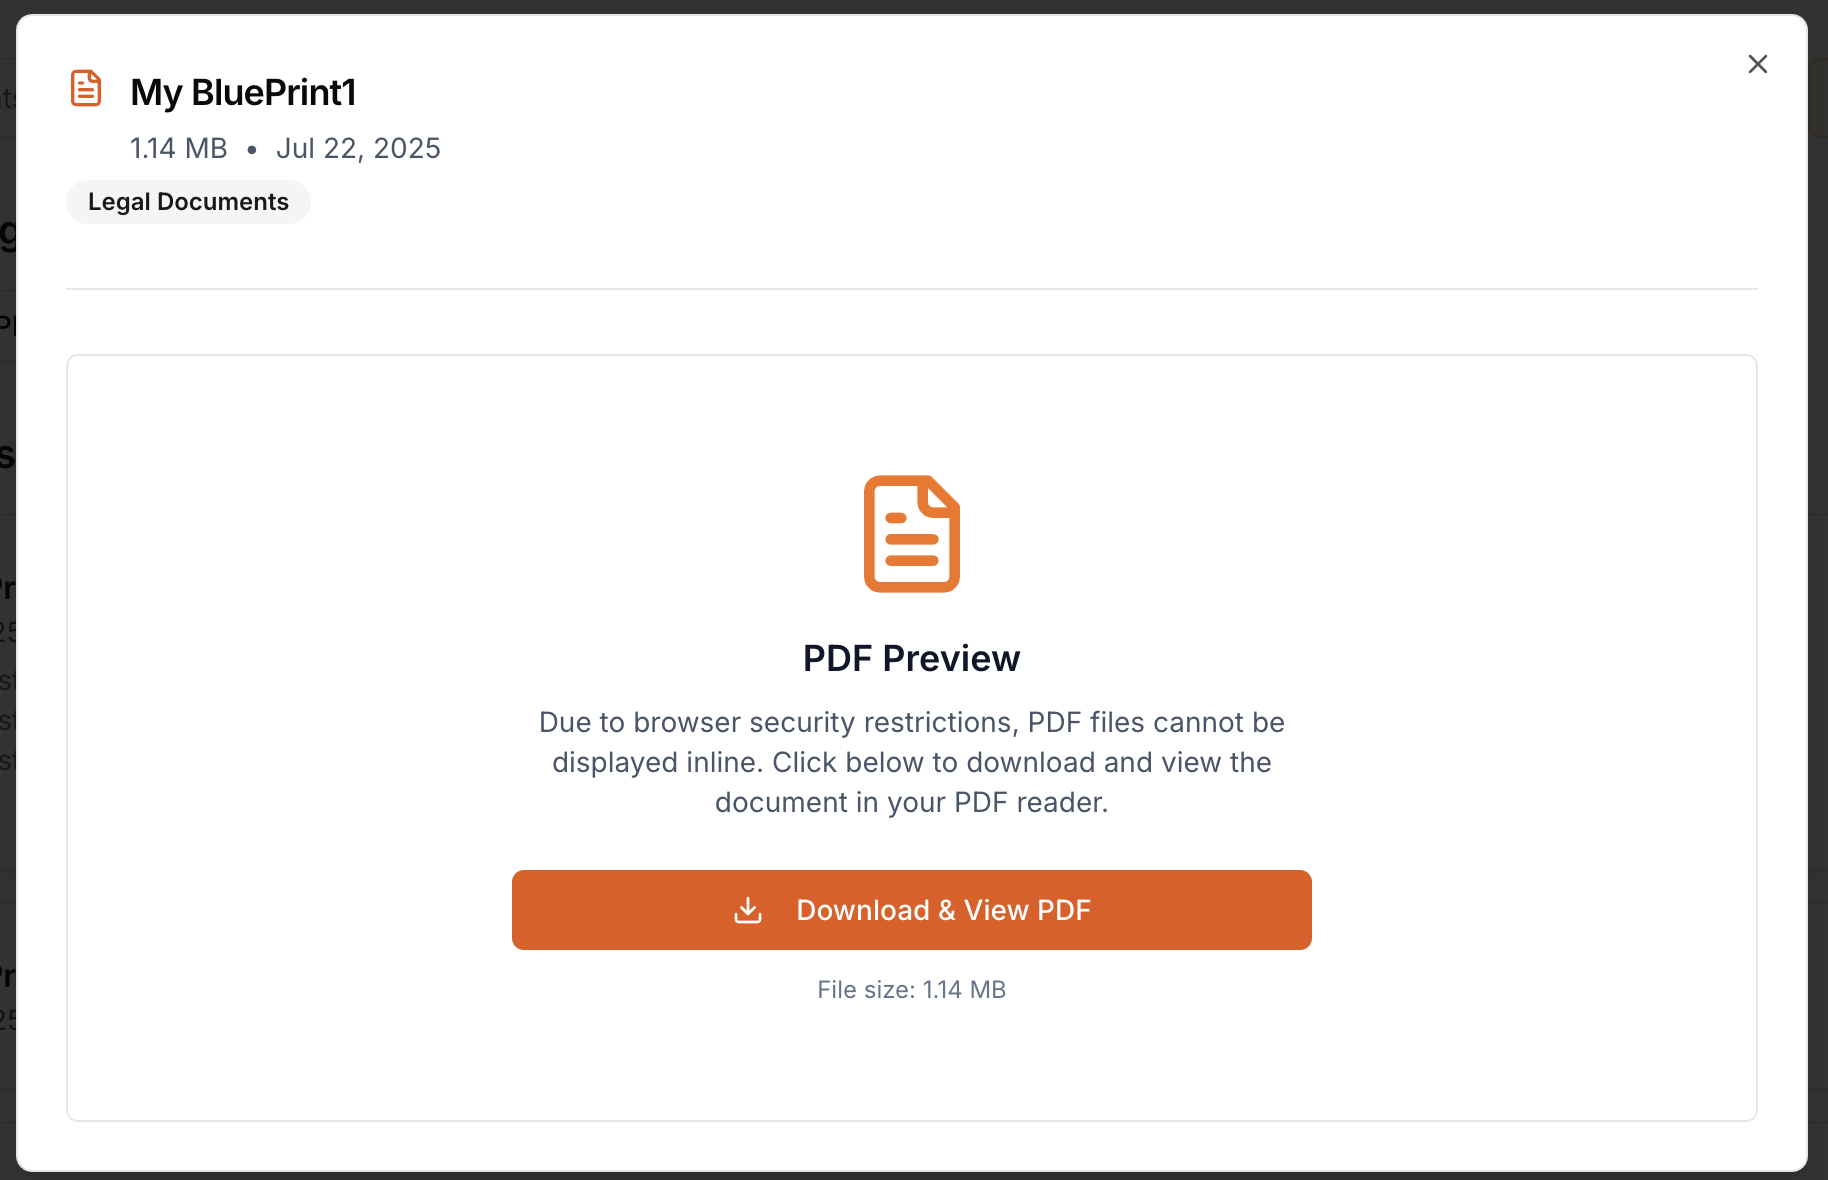 My BluePrint1
1.14 MB • Jul 22, 2025
Legal Documents
PDF Preview
Due to browser security restrictions, PDF files cannot be
displayed inline. Click below to download and view the
document in your PDF reader.
Download & View PDF
File size: 1.14 MB